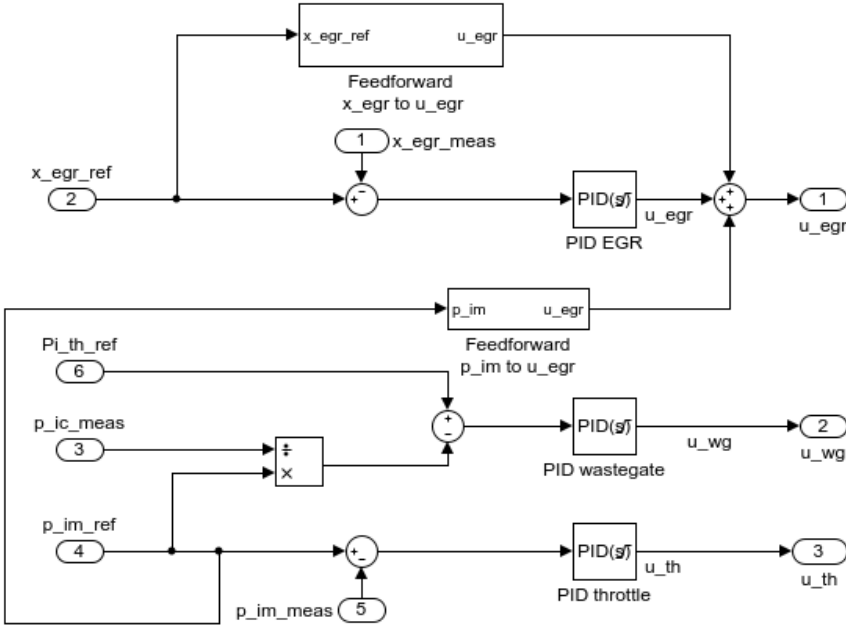 x_egr_ref u_egr
Feedforward
x_egr to u_egr
1 x_egr_meas
x_egr_ref
2
+ −
PID(s)
u_egr
PID EGR
+ + +
1
u_egr
p_im u_egr
Feedforward
p_im to u_egr
Pi_th_ref
6
+ −
p_ic_meas
3
÷
×
PID(s)
u_wg
PID wastegate
2
u_wg
p_im_ref
4
+ −
PID(s)
u_th
PID throttle
3
u_th
p_im_meas 5